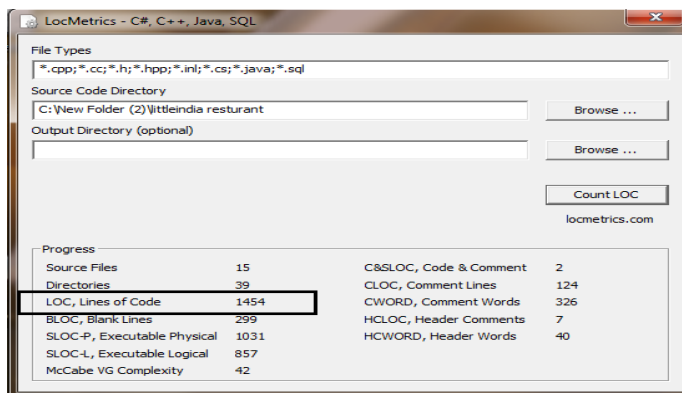 LocMetrics - C#, C++, Java, SQL
File Types
*.cpp;*.cc;*.h;*.hpp;*.inl;*.cs;*.java;*.sql
Source Code Directory
C:\New Folder (2)\littleindia resturant
Browse ...
Output Directory (optional)
Browse ...
Count LOC
locmetrics.com
Progress
Source Files 15 C&SLOC, Code & Comment 2
Directories 39 CLOC, Comment Lines 124
LOC, Lines of Code 1454 CWORD, Comment Words 326
BLOC, Blank Lines 299 HCLOC, Header Comments 7
SLOC-P, Executable Physical 1031 HCWORD, Header Words 40
SLOC-L, Executable Logical 857
McCabe VG Complexity 42